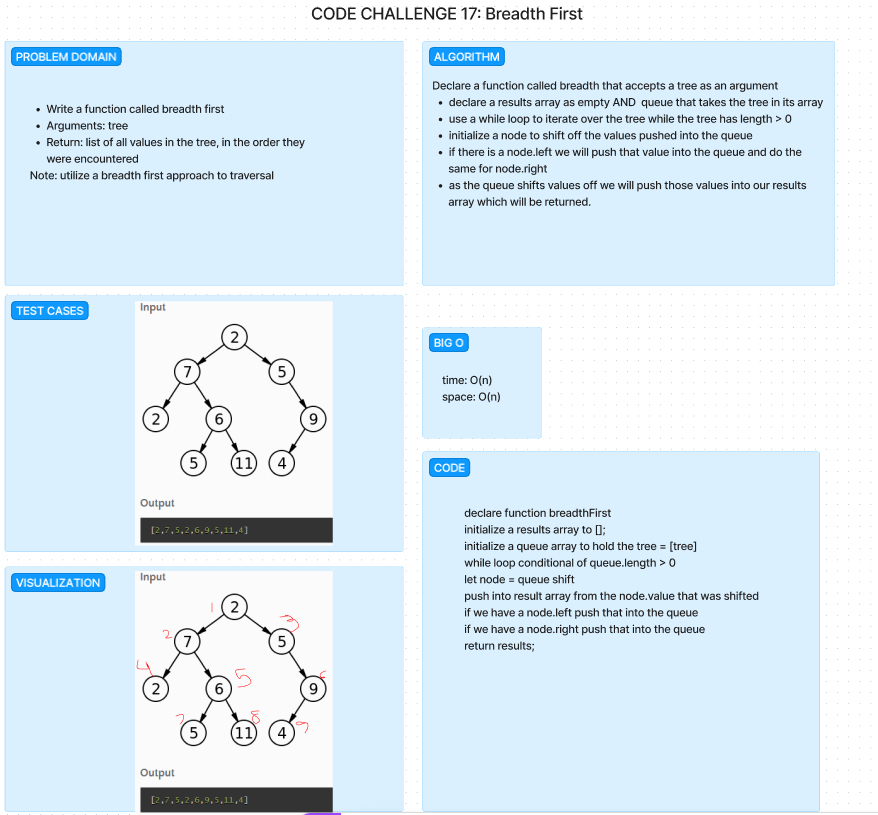 CODE CHALLENGE 17: Breadth First
PROBLEM DOMAIN
• Write a function called breadth first
• Arguments: tree
• Return: list of all values in the tree, in the order they
were encountered
Note: utilize a breadth first approach to traversal
ALGORITHM
Declare a function called breadth that accepts a tree as an argument
• declare a results array as empty AND queue that takes the tree in its array
• use a while loop to iterate over the tree while the tree has length > 0
• initialize a node to shift off the values pushed into the queue
• if there is a node.left we will push that value into the queue and do the
same for node.right
• as the queue shifts values off we will push those values into our results
array which will be returned.
TEST CASES
Input
2
7 5
2 6 9
5 11 4
Output
[2,7,5,2,6,9,5,11,4]
BIG O
time: O(n)
space: O(n)
VISUALIZATION
Input
1 2
2 7 5 3
4 2 6 5 9 6
7 5 11 8 4 9
Output
[2,7,5,2,6,9,5,11,4]
CODE
declare function breadthFirst
initialize a results array to [];
initialize a queue array to hold the tree = [tree]
while loop conditional of queue.length > 0
let node = queue shift
push into result array from the node.value that was shifted
if we have a node.left push that into the queue
if we have a node.right push that into the queue
return results;